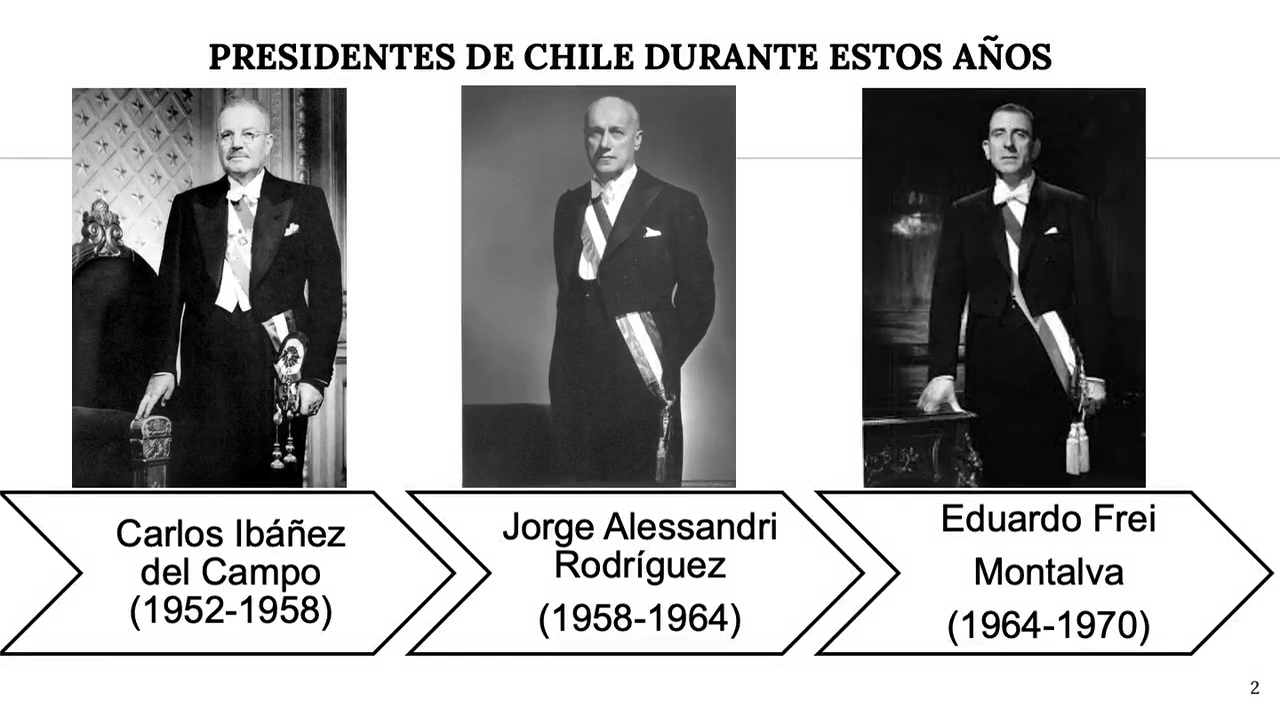 PRESIDENTES DE CHILE DURANTE ESTOS AÑOS
Carlos Ibáñez
del Campo
(1952-1958)
Jorge Alessandri
Rodríguez
(1958-1964)
Eduardo Frei
Montalva
(1964-1970)
2